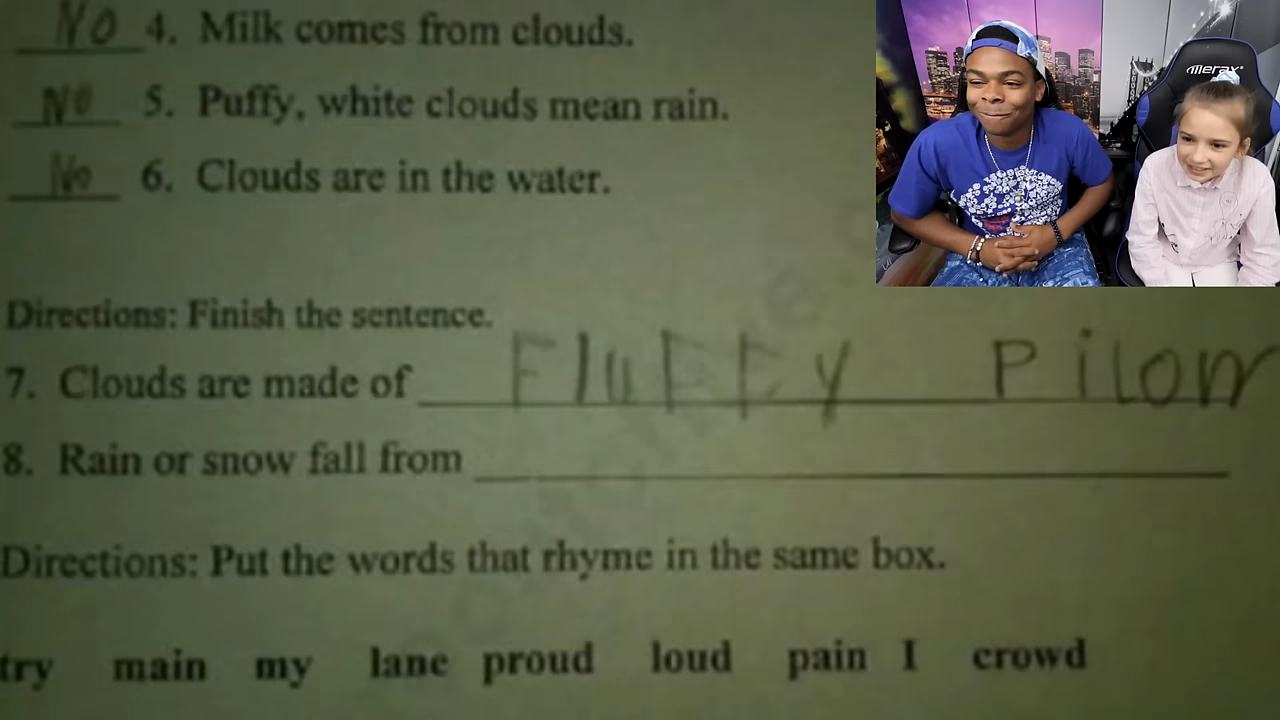 No 4. Milk comes from clouds.
No 5. Puffy, white clouds mean rain.
No 6. Clouds are in the water.
Directions: Finish the sentence.
7. Clouds are made of FluFFy Pilow
8. Rain or snow fall from
Directions: Put the words that rhyme in the same box.
try main my lane proud loud pain I crowd
merax